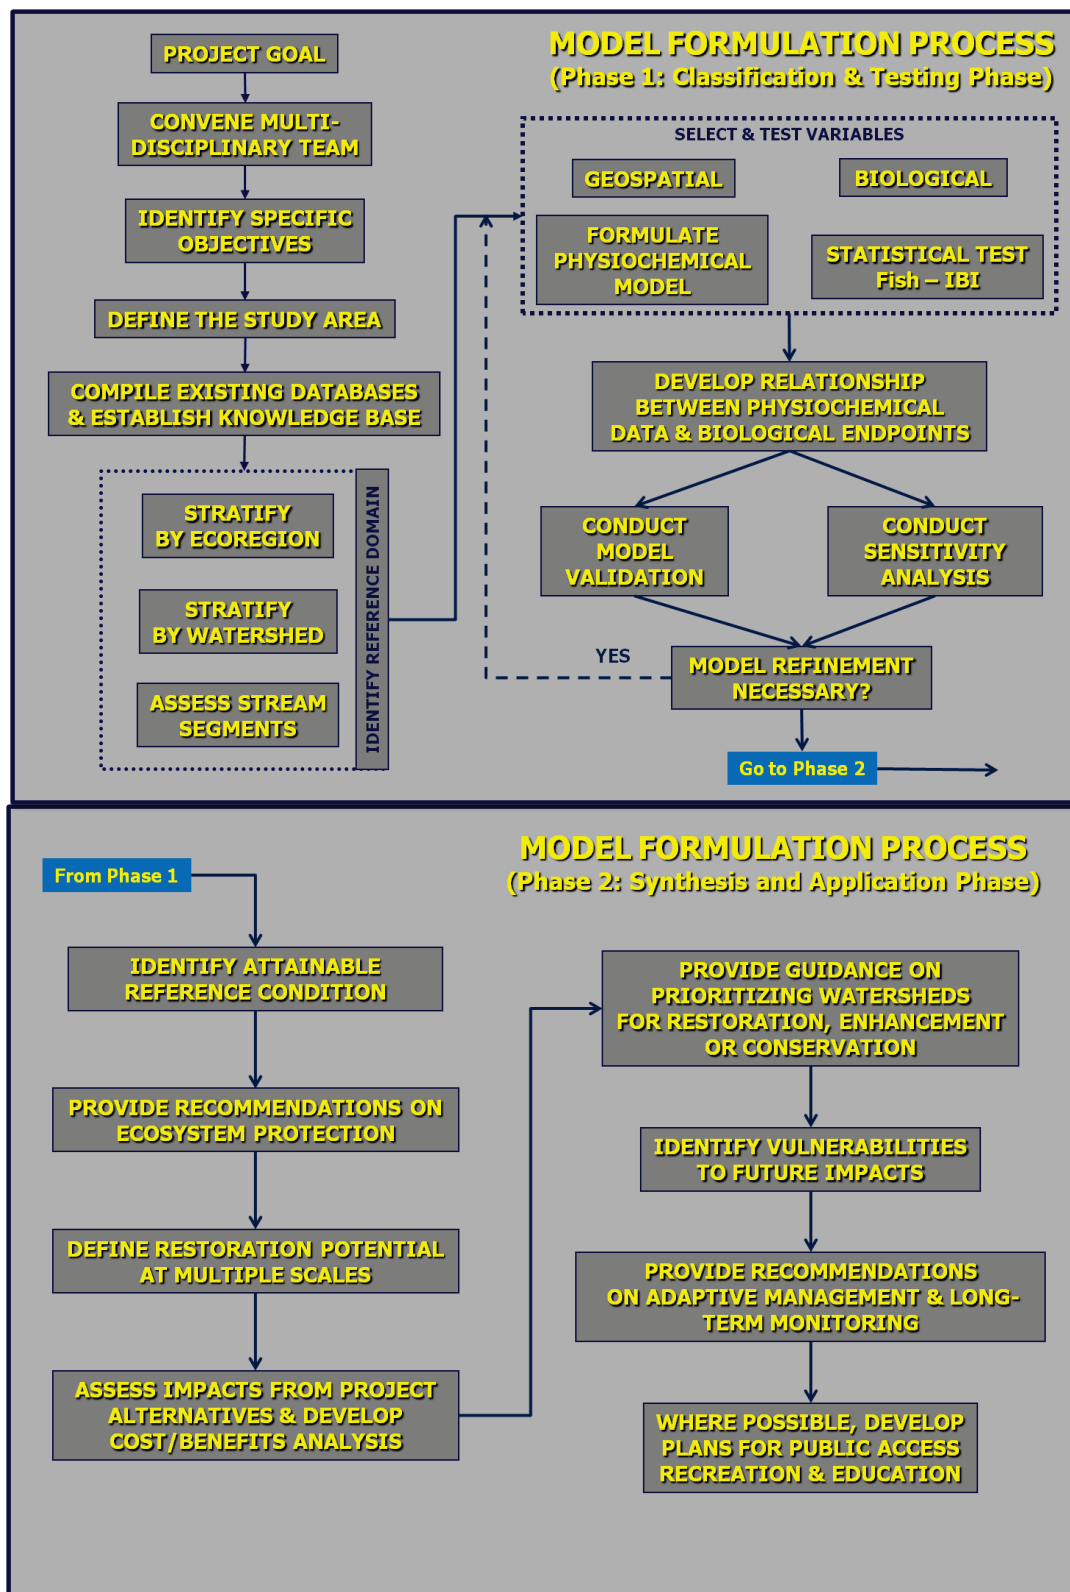 MODEL FORMULATION PROCESS
(Phase 1: Classification & Testing Phase)
PROJECT GOAL
CONVENE MULTI-
DISCIPLINARY TEAM
IDENTIFY SPECIFIC
OBJECTIVES
DEFINE THE STUDY AREA
COMPILE EXISTING DATABASES
& ESTABLISH KNOWLEDGE BASE
STRATIFY
BY ECOREGION
STRATIFY
BY WATERSHED
ASSESS STREAM
SEGMENTS
IDENTIFY REFERENCE DOMAIN
SELECT & TEST VARIABLES
GEOSPATIAL
BIOLOGICAL
FORMULATE
PHYSIOCHEMICAL
MODEL
STATISTICAL TEST
Fish – IBI
DEVELOP RELATIONSHIP
BETWEEN PHYSIOCHEMICAL
DATA & BIOLOGICAL ENDPOINTS
CONDUCT
MODEL
VALIDATION
CONDUCT
SENSITIVITY
ANALYSIS
YES
MODEL REFINEMENT
NECESSARY?
Go to Phase 2
MODEL FORMULATION PROCESS
(Phase 2: Synthesis and Application Phase)
From Phase 1
IDENTIFY ATTAINABLE
REFERENCE CONDITION
PROVIDE RECOMMENDATIONS ON
ECOSYSTEM PROTECTION
DEFINE RESTORATION POTENTIAL
AT MULTIPLE SCALES
ASSESS IMPACTS FROM PROJECT
ALTERNATIVES & DEVELOP
COST/BENEFITS ANALYSIS
PROVIDE GUIDANCE ON
PRIORITIZING WATERSHEDS
FOR RESTORATION, ENHANCEMENT
OR CONSERVATION
IDENTIFY VULNERABILITIES
TO FUTURE IMPACTS
PROVIDE RECOMMENDATIONS
ON ADAPTIVE MANAGEMENT & LONG-
TERM MONITORING
WHERE POSSIBLE, DEVELOP
PLANS FOR PUBLIC ACCESS
RECREATION & EDUCATION